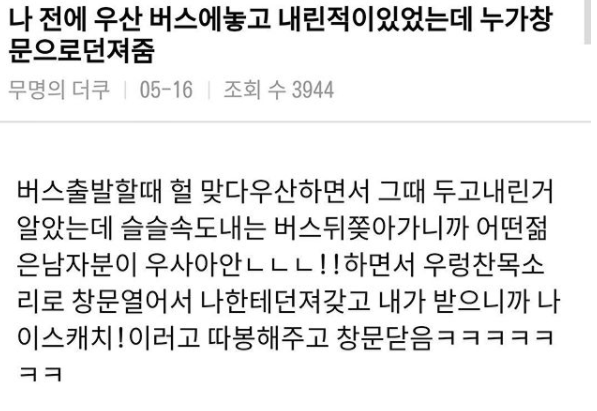 나 전에 우산 버스에놓고 내린적이있었는데 누가창
문으로던져줌
무명의 더쿠 | 05-16 | 조회 수 3944
버스출발할때 헐 맞다우산하면서 그때 두고내린거
알았는데 슬슬속도내는 버스뒤쫓아가니까 어떤젊
은남자분이 우사아안ㄴㄴㄴ!!하면서 우렁찬목소
리로 창문열어서 나한테던져갖고 내가 받으니까 나
이스캐치!이러고 따봉해주고 창문닫음ㅋㅋㅋㅋㅋ
ㅋㅋ